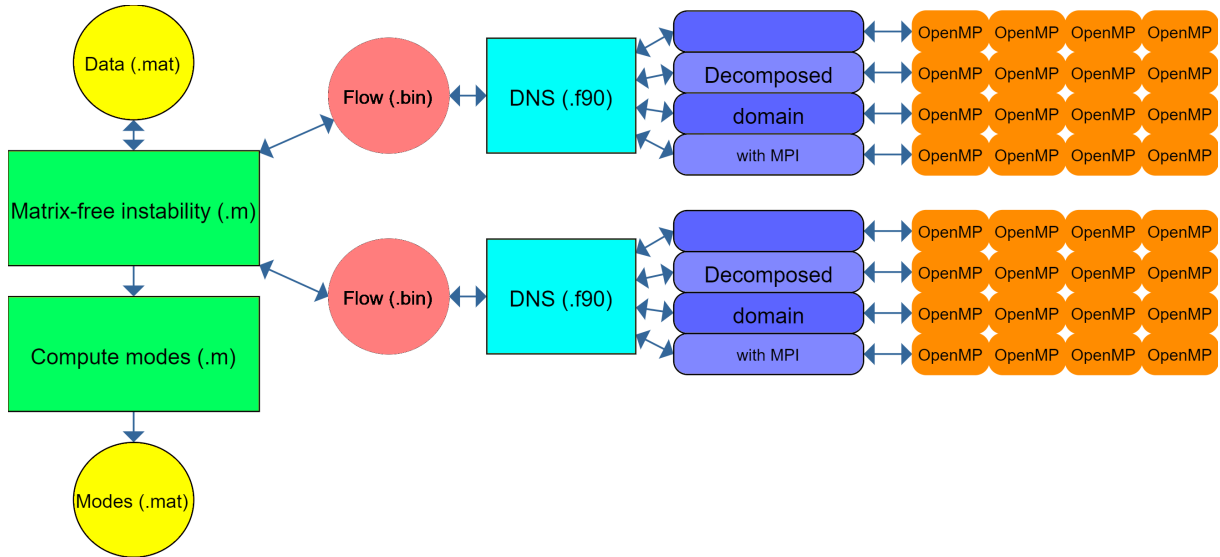 Data (.mat)
Matrix-free instability (.m)
Compute modes (.m)
Modes (.mat)
Flow (.bin)
DNS (.f90)
Decomposed
domain
with MPI
OpenMP OpenMP OpenMP OpenMP
OpenMP OpenMP OpenMP OpenMP
OpenMP OpenMP OpenMP OpenMP
OpenMP OpenMP OpenMP OpenMP
Flow (.bin)
DNS (.f90)
Decomposed
domain
with MPI
OpenMP OpenMP OpenMP OpenMP
OpenMP OpenMP OpenMP OpenMP
OpenMP OpenMP OpenMP OpenMP
OpenMP OpenMP OpenMP OpenMP